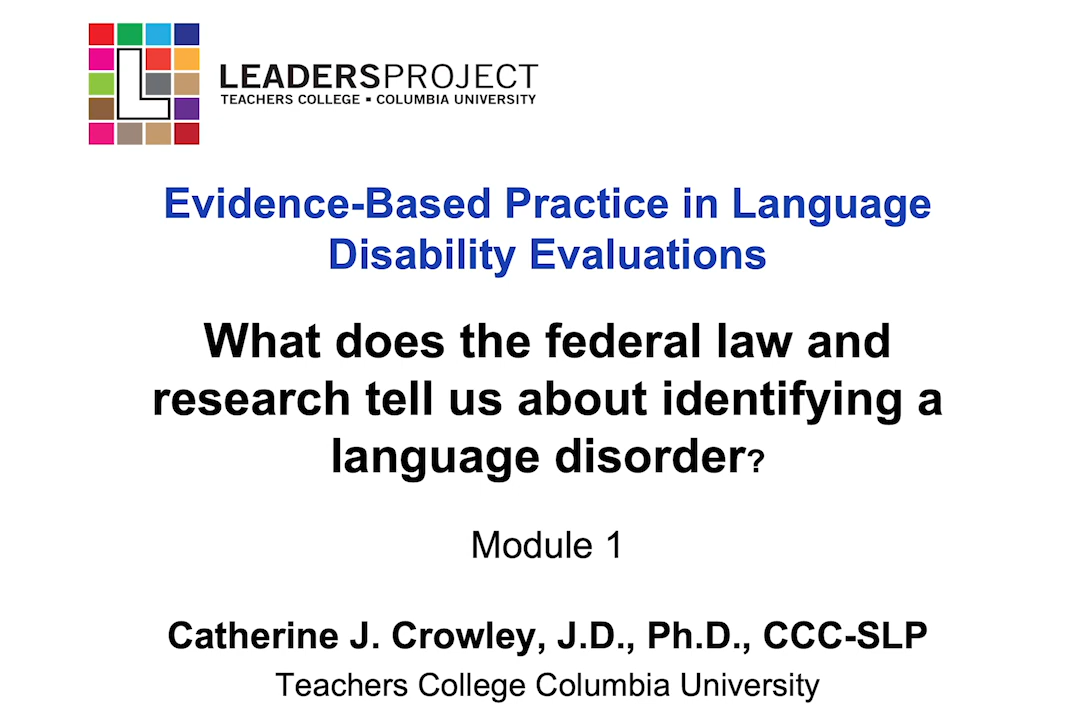 LEADERSPROJECT
TEACHERS COLLEGE ▪ COLUMBIA UNIVERSITY
Evidence-Based Practice in Language
Disability Evaluations
What does the federal law and
research tell us about identifying a
language disorder?
Module 1
Catherine J. Crowley, J.D., Ph.D., CCC-SLP
Teachers College Columbia University